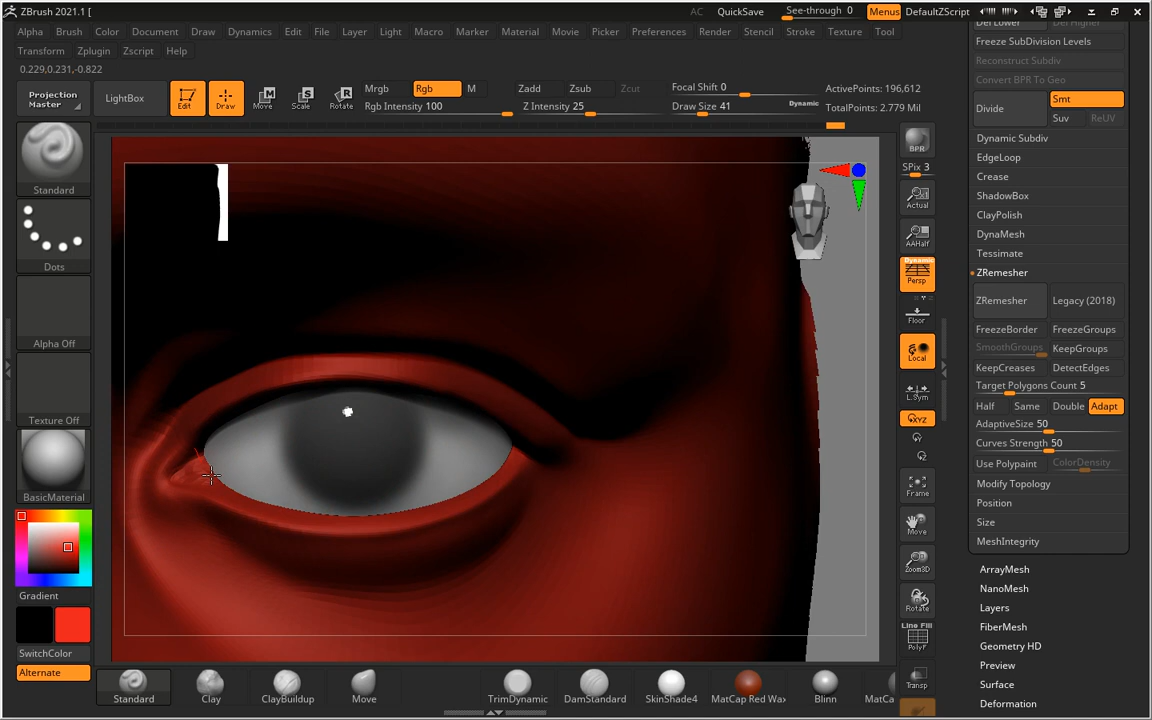 ZBrush 2021.1 [
AC QuickSave See-through 0 Menus DefaultZScript
Alpha Brush Color Document Draw Dynamics Edit File Layer Light Macro Marker Material Movie Picker Preferences Render Stencil Stroke Texture Tool
Transform Zplugin Zscript Help
0.229,0.231,-0.822
Projection Master
LightBox
Edit
Draw
Move
Scale
Rotate
Mrgb Rgb M
Rgb Intensity 100
Zadd Zsub Zcut
Z Intensity 25
Focal Shift 0
Draw Size 41 Dynamic
ActivePoints: 196,612
TotalPoints: 2.779 Mil
Standard
Dots
Alpha Off
Texture Off
BasicMaterial
Gradient
SwitchColor
Alternate
BPR
SPix 3
Actual
AAHalf
Dynamic
Persp
Floor
Local
L.Sym
XYZ
Frame
Move
Zoom3D
Rotate
Line Fill
PolyF
Transp
Del Lower Del Higher
Freeze SubDivision Levels
Reconstruct Subdiv
Convert BPR To Geo
Divide
Smt
Suv ReUV
Dynamic Subdiv
EdgeLoop
Crease
ShadowBox
ClayPolish
DynaMesh
Tessimate
ZRemesher
ZRemesher Legacy (2018)
FreezeBorder FreezeGroups
SmoothGroups KeepGroups
KeepCreases DetectEdges
Target Polygons Count 5
Half Same Double Adapt
AdaptiveSize 50
Curves Strength 50
Use Polypaint ColorDensity
Modify Topology
Position
Size
MeshIntegrity
ArrayMesh
NanoMesh
Layers
FiberMesh
Geometry HD
Preview
Surface
Deformation
Standard Clay ClayBuildup Move TrimDynamic DamStandard SkinShade4 MatCap Red Wax Blinn MatCa